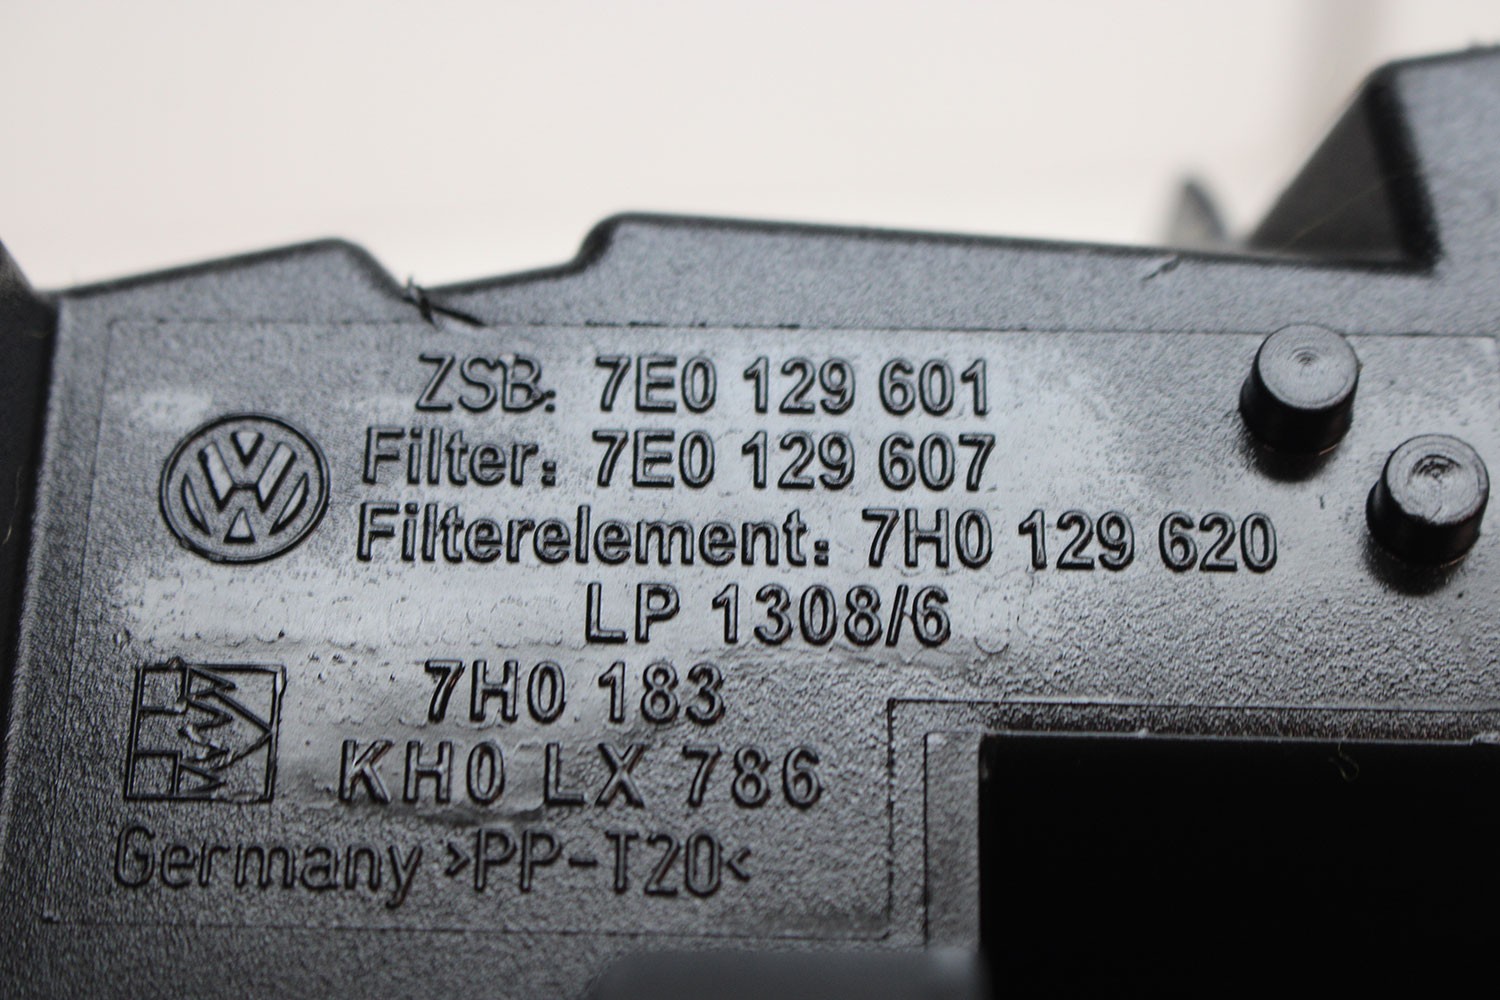 ZSB: 7E0 129 601
Filter: 7E0 129 607
Filterelement: 7H0 129 620
LP 1308/6
7H0 183
KH0 LX 786
Germany >PP-T20<